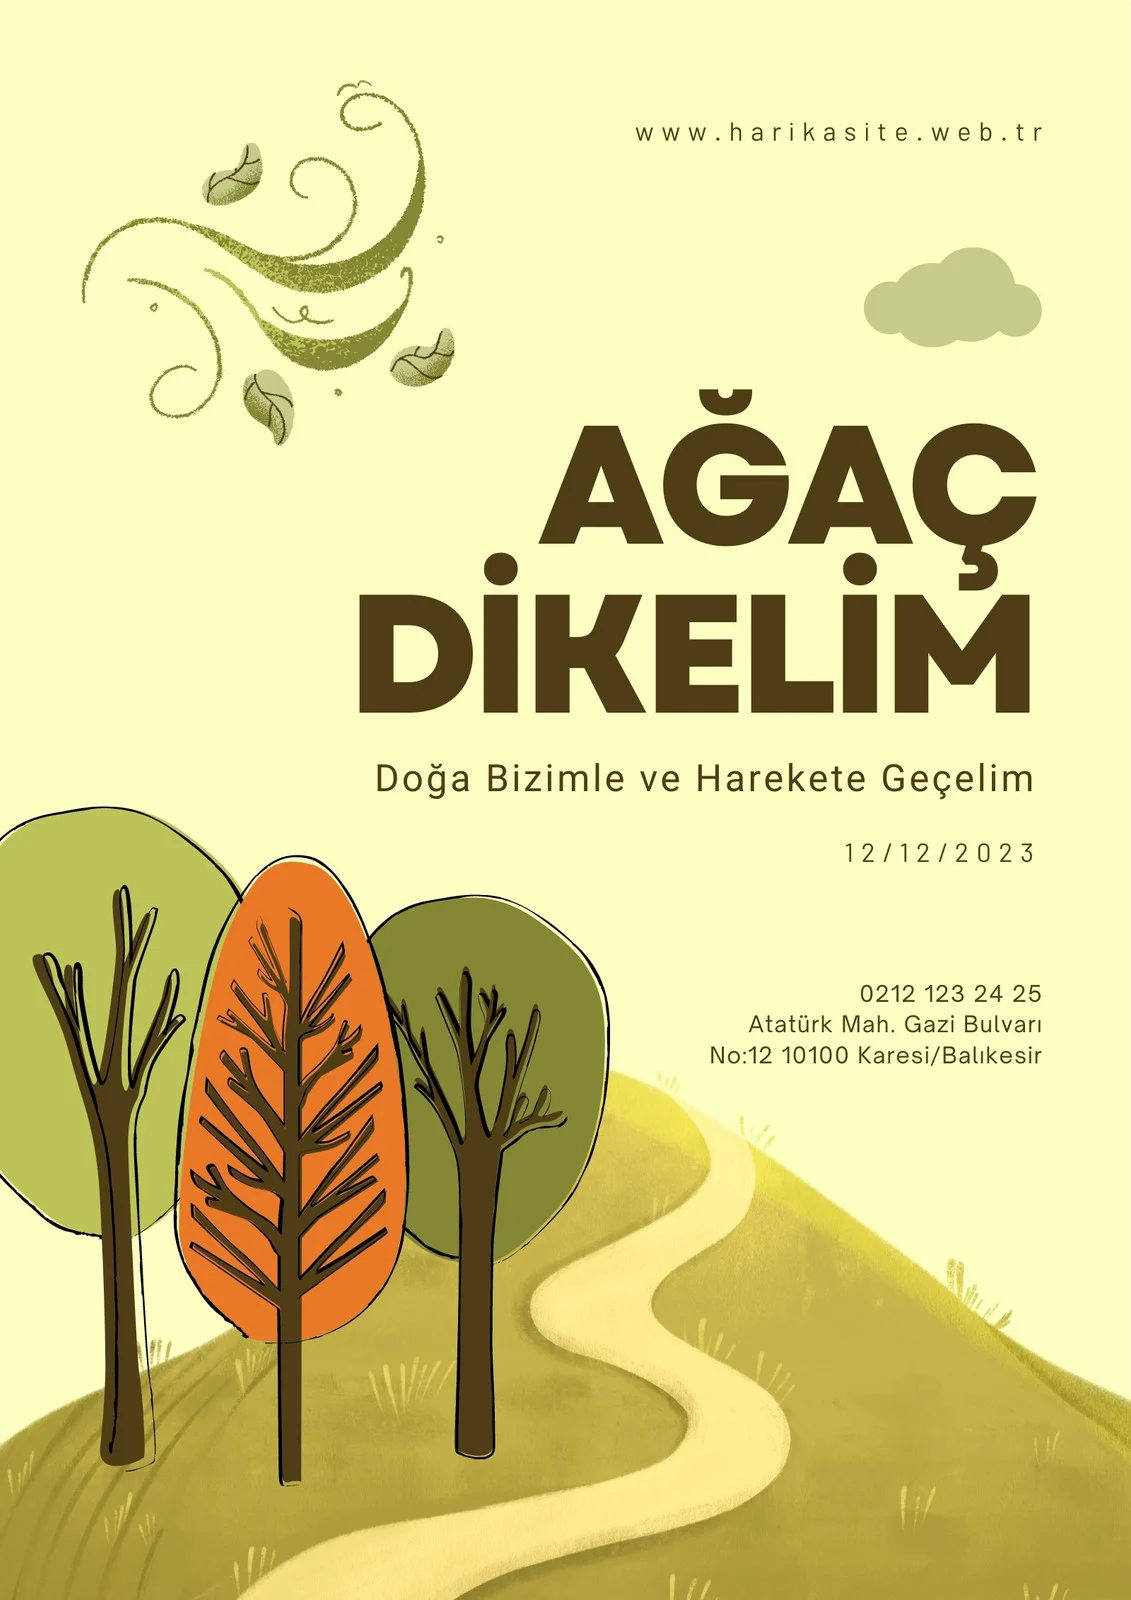 www.harikasite.web.tr
AĞAÇ
DİKELİM
Doğa Bizimle ve Harekete Geçelim
12/12/2023
0212 123 24 25
Atatürk Mah. Gazi Bulvarı
No:12 10100 Karesi/Balıkesir